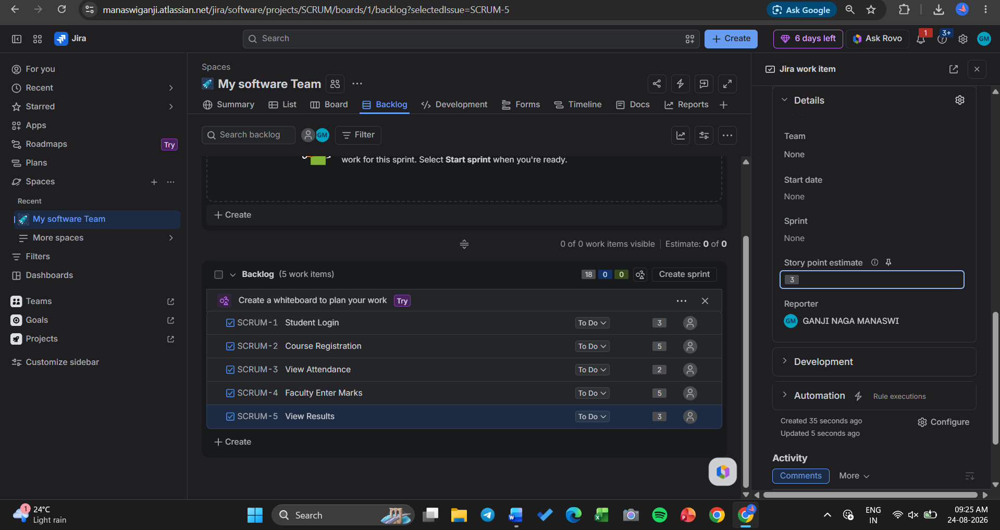 manaswiganji.atlassian.net/jira/software/projects/SCRUM/boards/1/backlog?selectedIssue=SCRUM-5
Ask Google
Jira
Search
Create
6 days left
Ask Rovo
1
3+
GM
For you
Recent
Starred
Apps
Roadmaps
Try
Plans
Spaces
Recent
My software Team
More spaces
Filters
Dashboards
Teams
Goals
Projects
Customize sidebar
Spaces
My software Team
Summary
List
Board
Backlog
Development
Forms
Timeline
Docs
Reports
Search backlog
GM
Filter
work for this sprint. Select Start sprint when you're ready.
Create
0 of 0 work items visible
Estimate: 0 of 0
Backlog (5 work items)
18 0 0
Create sprint
Create a whiteboard to plan your work Try
SCRUM-1 Student Login To Do 3
SCRUM-2 Course Registration To Do 5
SCRUM-3 View Attendance To Do 2
SCRUM-4 Faculty Enter Marks To Do 5
SCRUM-5 View Results To Do 3
Create
Jira work item
Details
Team
None
Start date
None
Sprint
None
Story point estimate
3
Reporter
GM GANJI NAGA MANASWI
Development
Automation Rule executions
Created 35 seconds ago
Configure
Updated 5 seconds ago
Activity
Comments
More
1
24°C
Light rain
Search
ENG
IN
09:25 AM
24-08-2026